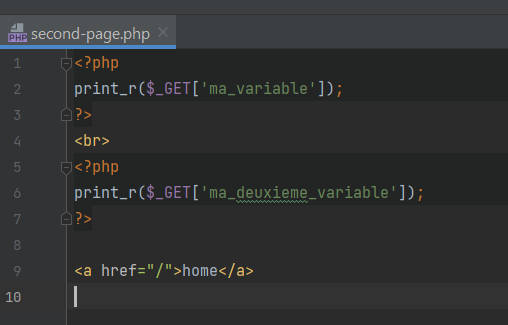 PHP second-page.php
1 <?php
2 print_r($_GET['ma_variable']);
3 ?>
4 <br>
5 <?php
6 print_r($_GET['ma_deuxieme_variable']);
7 ?>
8
9 <a href="/">home</a>
10